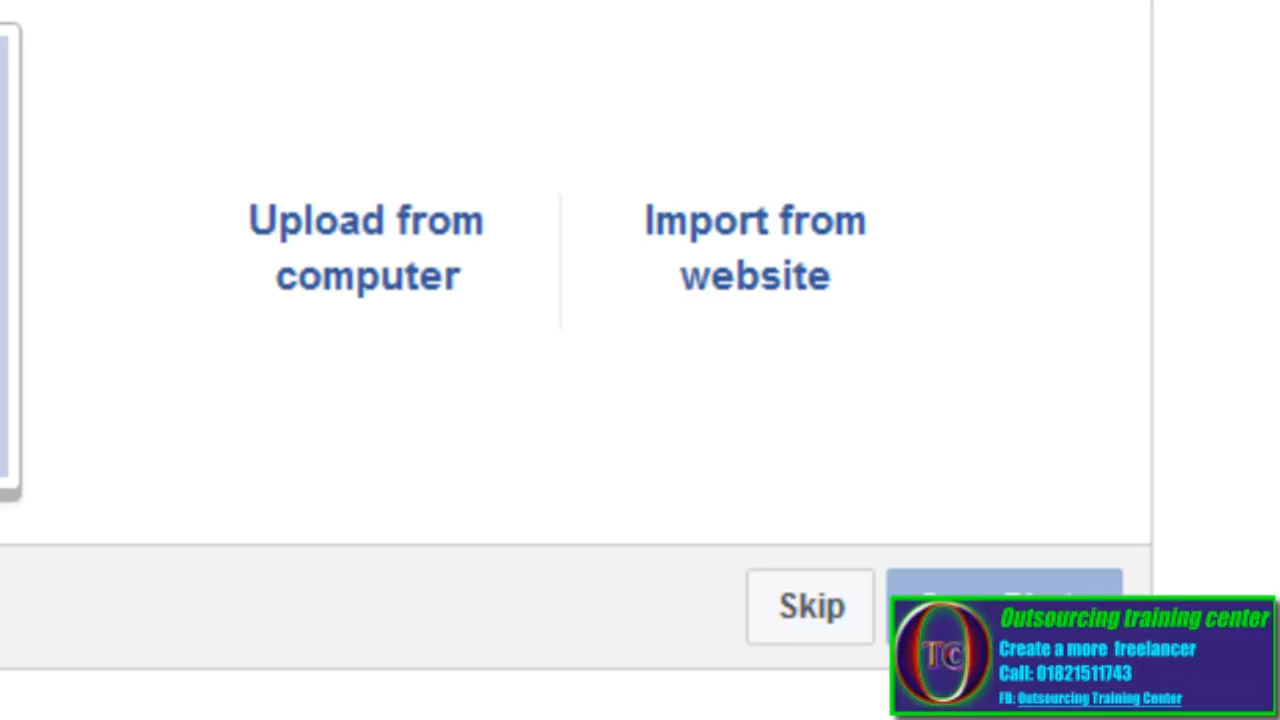 Upload from
computer
Import from
website
Skip
Outsourcing training center
Create a more freelancer
Call: 01821511743
FB: Outsourcing Training Center
TC